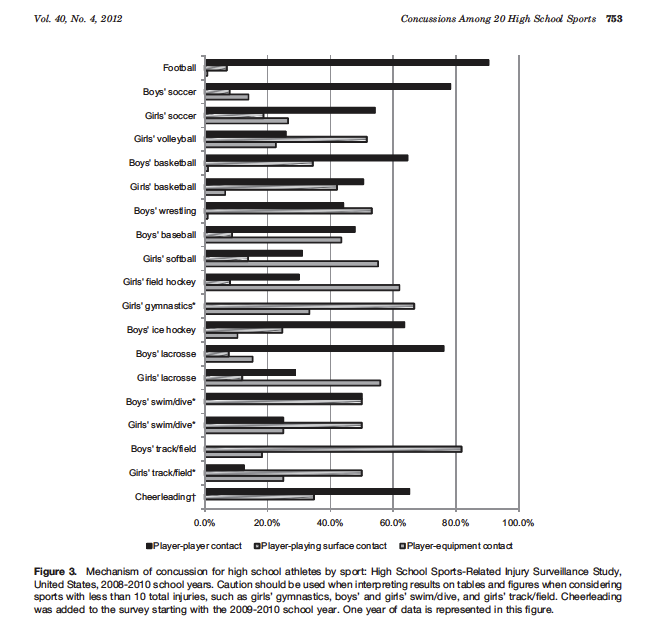 Vol. 40, No. 4, 2012
Concussions Among 20 High School Sports 753
Football
Boys' soccer
Girls' soccer
Girls' volleyball
Boys' basketball
Girls' basketball
Boys' wrestling
Boys' baseball
Girls' softball
Girls' field hockey
Girls' gymnastics*
Boys' ice hockey
Boys' lacrosse
Girls' lacrosse
Boys' swim/dive*
Girls' swim/dive*
Boys' track/field
Girls' track/field*
Cheerleading†
0.0% 20.0% 40.0% 60.0% 80.0% 100.0%
Player-player contact Player-playing surface contact Player-equipment contact
Figure 3. Mechanism of concussion for high school athletes by sport: High School Sports-Related Injury Surveillance Study,
United States, 2008-2010 school years. Caution should be used when interpreting results on tables and figures when considering
sports with less than 10 total injuries, such as girls' gymnastics, boys' and girls' swim/dive, and girls' track/field. Cheerleading
was added to the survey starting with the 2009-2010 school year. One year of data is represented in this figure.